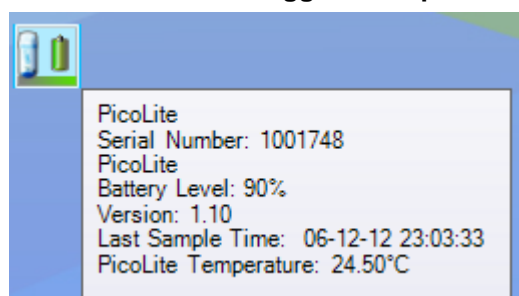 PicoLite
Serial Number: 1001748
PicoLite
Battery Level: 90%
Version: 1.10
Last Sample Time: 06-12-12 23:03:33
PicoLite Temperature: 24.50°C